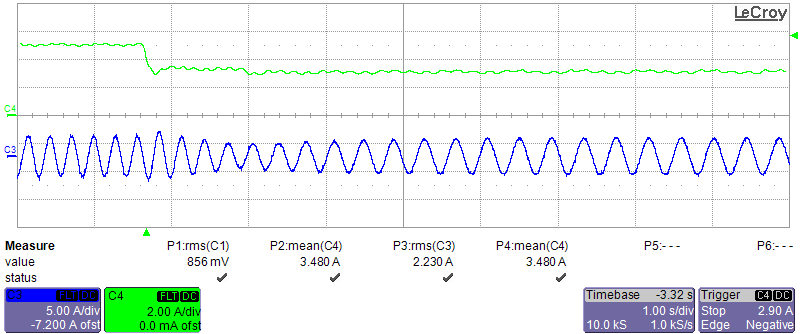 LeCroy
C4
C3
Measure P1:rms(C1) P2:mean(C4) P3:rms(C3) P4:mean(C4) P5:- - - P6:- - -
value 856 mV 3.480 A 2.230 A 3.480 A
status
C3 FLT DC
5.00 A/div
-7.200 A ofst
C4 FLT DC
2.00 A/div
0.0 mA ofst
Timebase -3.32 s
1.00 s/div
10.0 kS 1.0 kS/s
Trigger C4 DC
Stop 2.90 A
Edge Negative